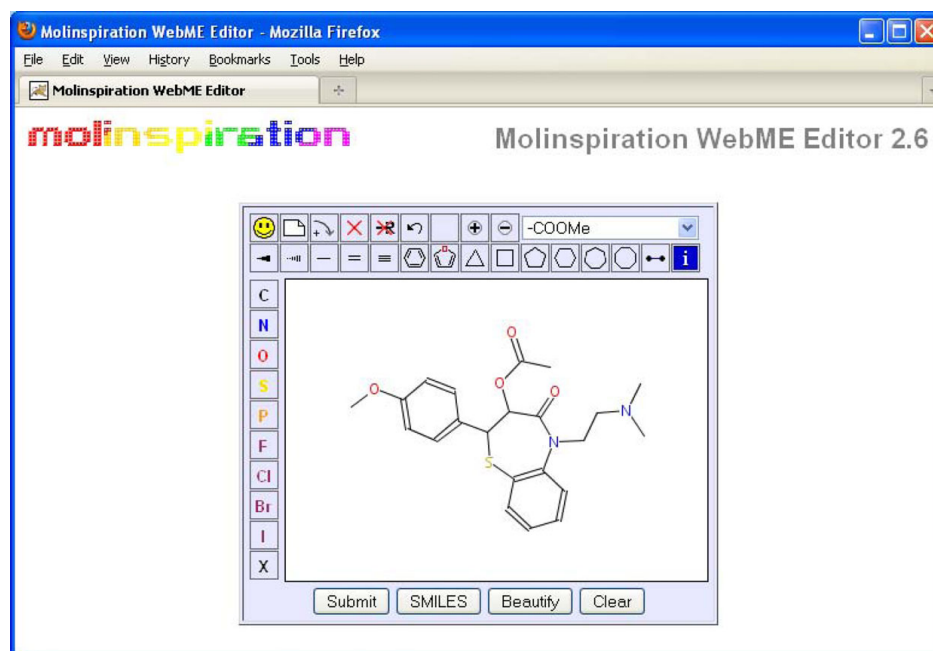 Molinspiration WebME Editor - Mozilla Firefox
File Edit View History Bookmarks Tools Help
Molinspiration WebME Editor
molinspiration
Molinspiration WebME Editor 2.6
R -COOMe
i
C
N
O
S
P
F
Cl
Br
I
X
O
O
O
O
N
N
S
Submit SMILES Beautify Clear